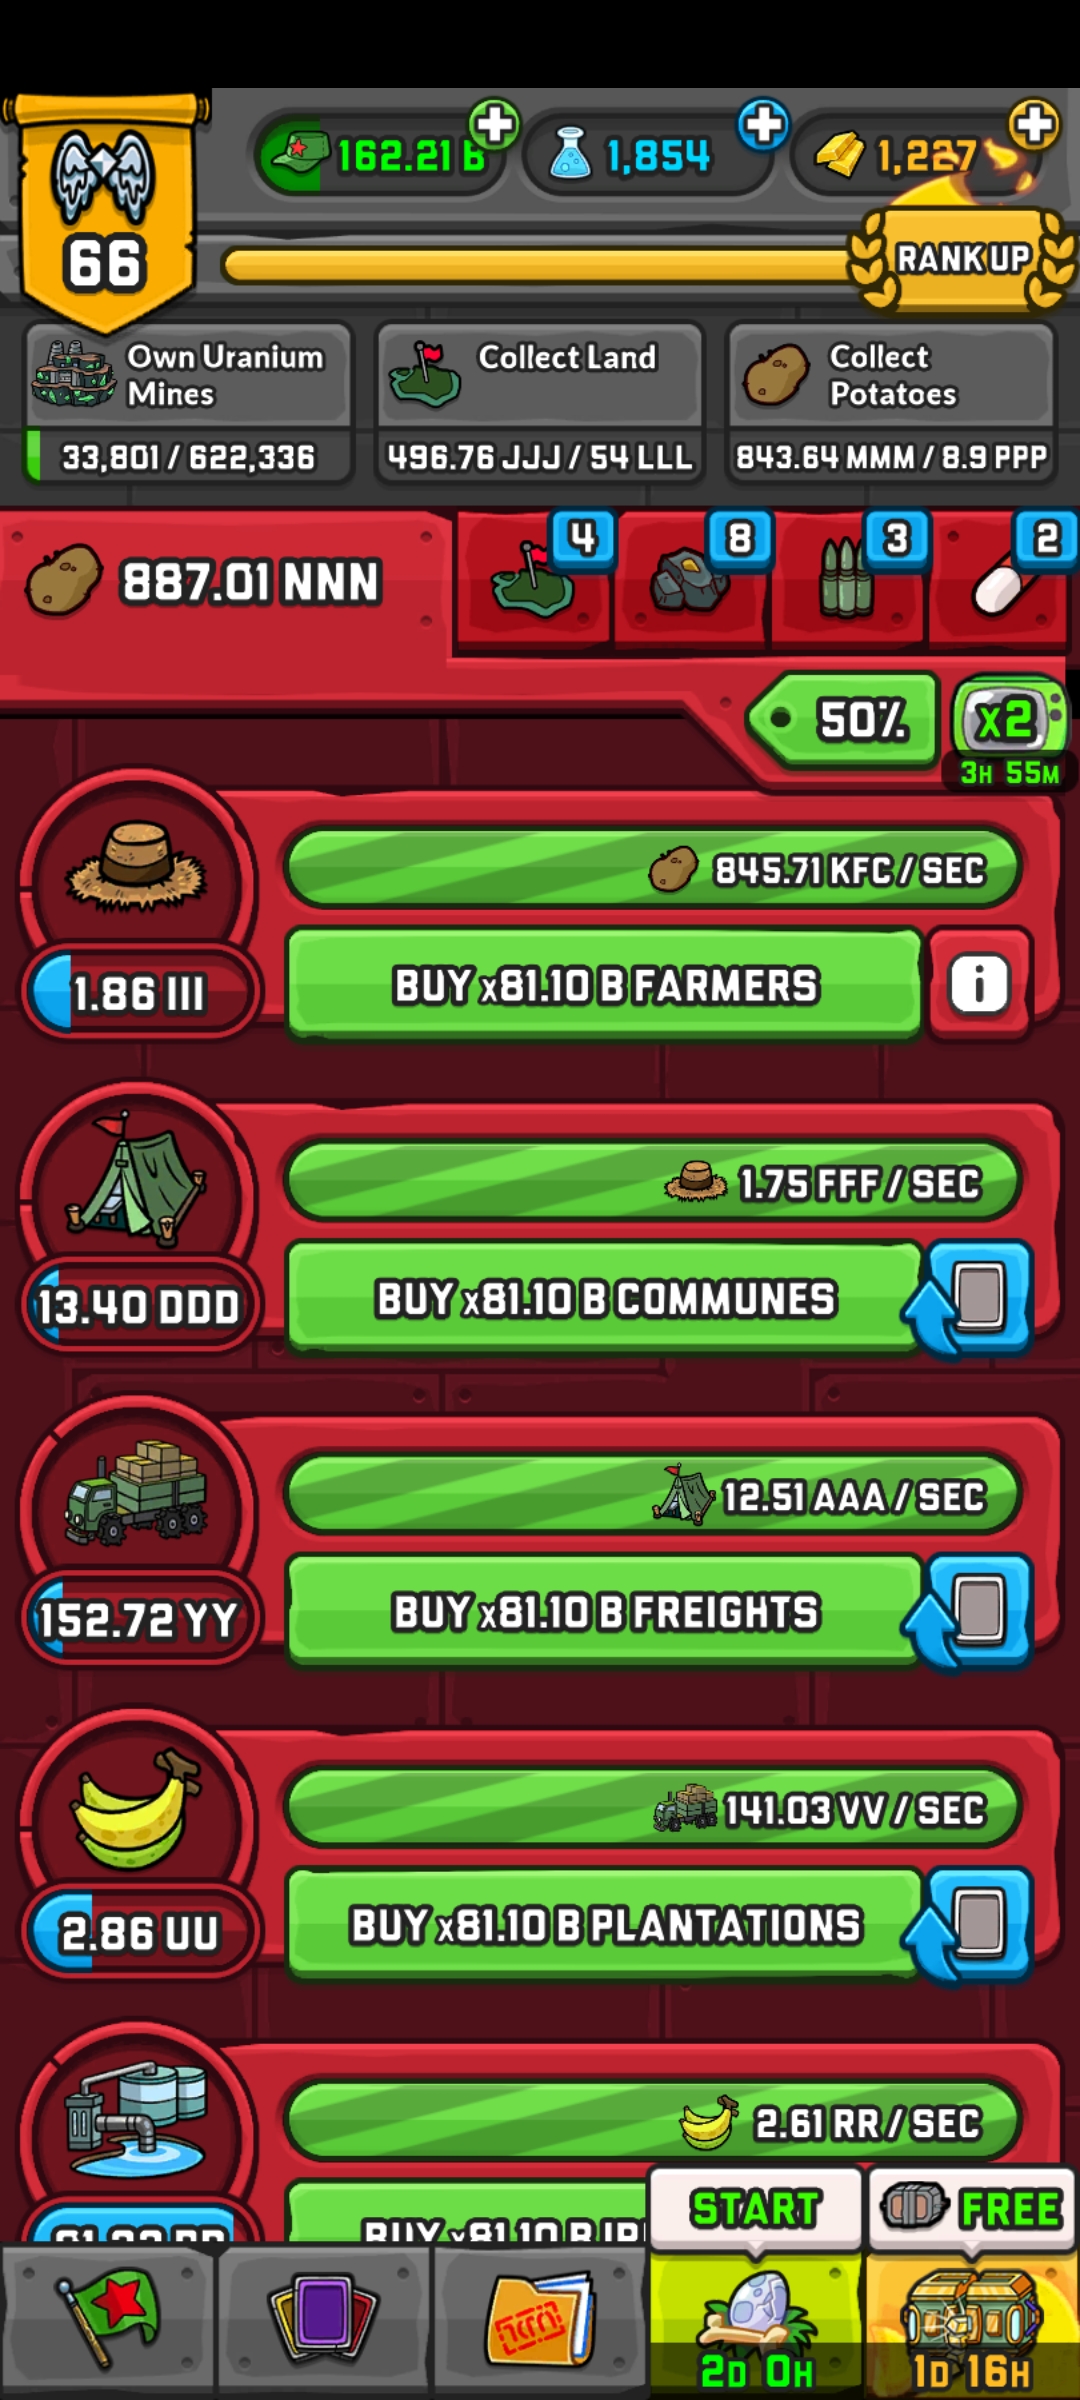 162.21 B
1,854
1,227
66
RANK UP
Own Uranium
Mines
33,801 / 622,336
Collect Land
496.76 JJJ / 54 LLL
Collect
Potatoes
843.64 MMM / 8.9 PPP
887.01 NNN
4
8
3
2
50%
x2
3H 55M
845.71 KFC / SEC
1.86 III
BUY x81.10 B FARMERS
i
1.75 FFF / SEC
13.40 DDD
BUY x81.10 B COMMUNES
12.51 AAA / SEC
152.72 YY
BUY x81.10 B FREIGHTS
141.03 VV / SEC
2.86 UU
BUY x81.10 B PLANTATIONS
2.61 RR / SEC
BUY x81.10 B
START
FREE
2D 0H
1D 16H